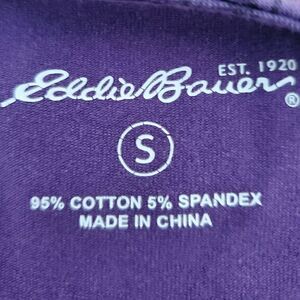 EST. 1920
Eddie Bauer®
S
95% COTTON 5% SPANDEX
MADE IN CHINA